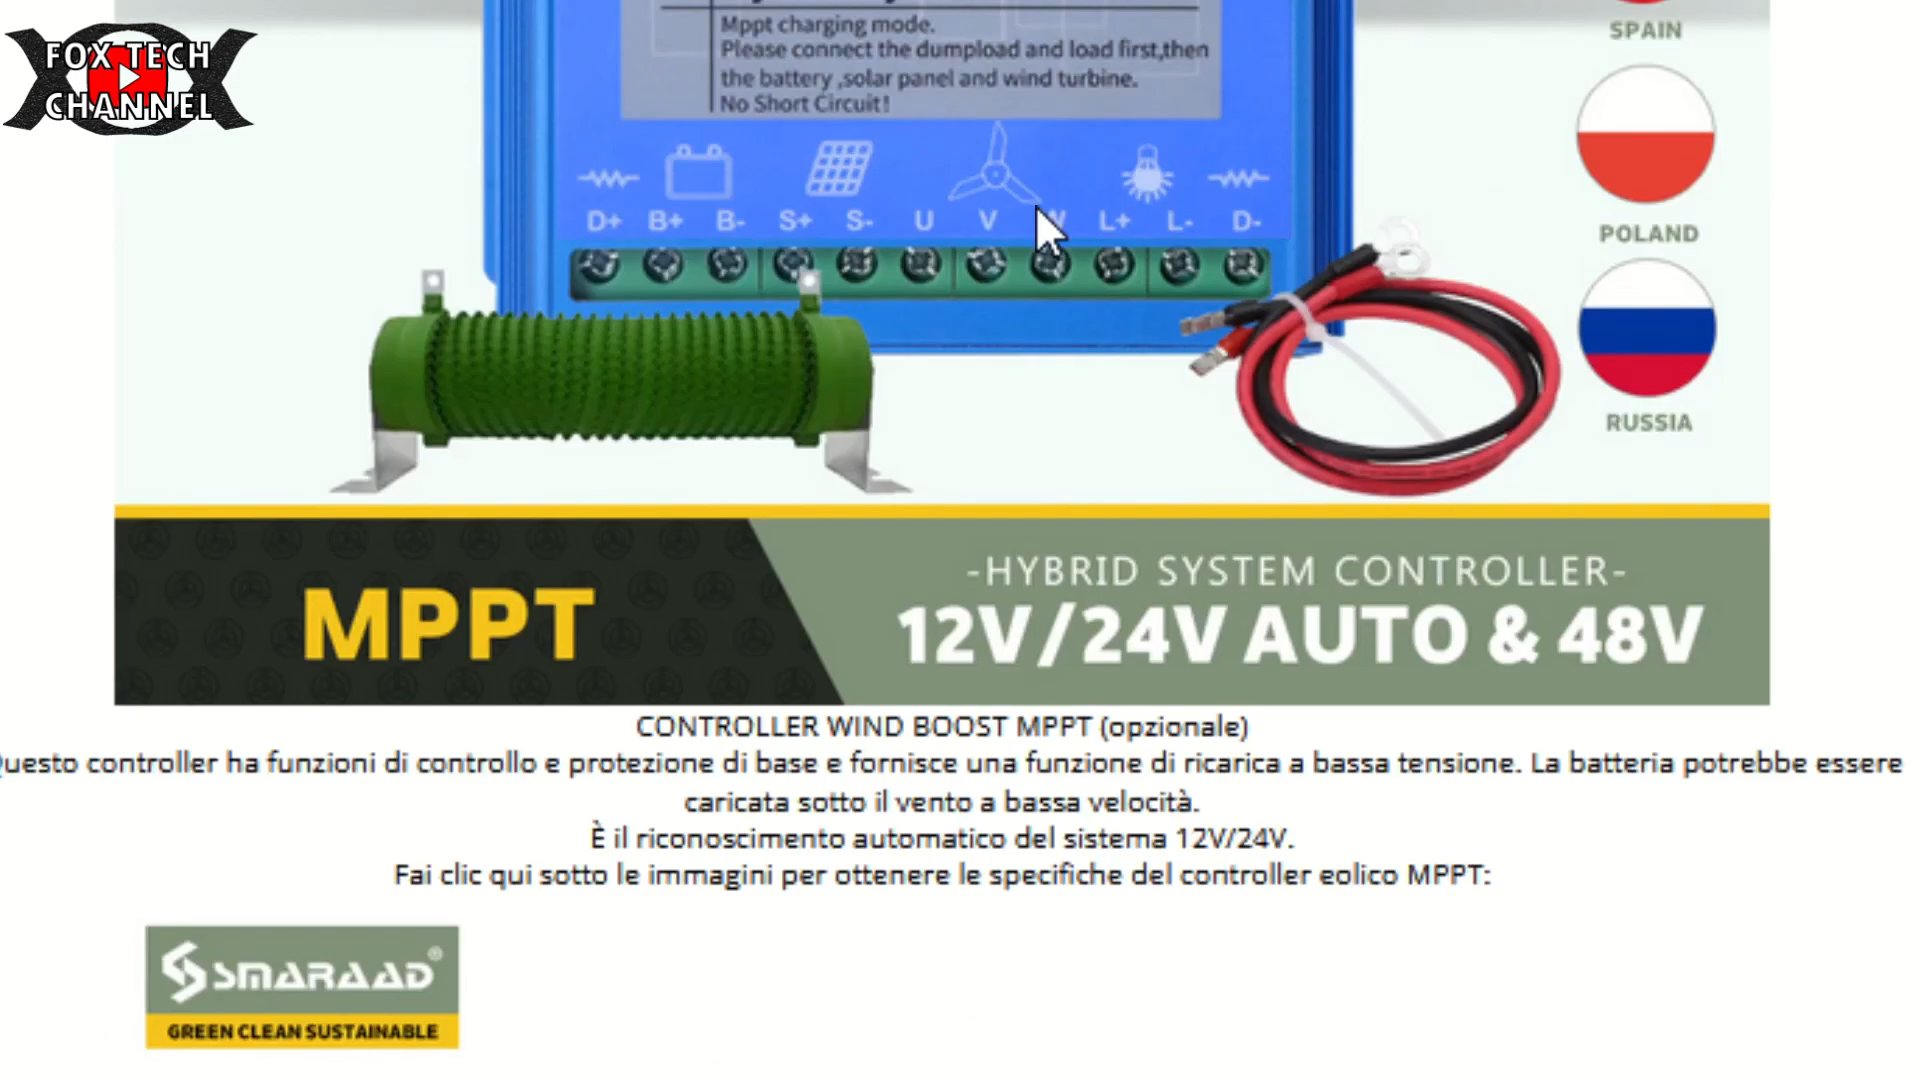 FOX TECH
CHANNEL
Mppt charging mode.
Please connect the dumpload and load first,then
the battery ,solar panel and wind turbine.
No Short Circuit!
D+ B+ B- S+ S- U V W L+ L- D-
SPAIN
POLAND
RUSSIA
MPPT
-HYBRID SYSTEM CONTROLLER-
12V/24V AUTO & 48V
CONTROLLER WIND BOOST MPPT (opzionale)
uesto controller ha funzioni di controllo e protezione di base e fornisce una funzione di ricarica a bassa tensione. La batteria potrebbe essere
caricata sotto il vento a bassa velocità.
È il riconoscimento automatico del sistema 12V/24V.
Fai clic qui sotto le immagini per ottenere le specifiche del controller eolico MPPT:
SMARAAD®
GREEN CLEAN SUSTAINABLE